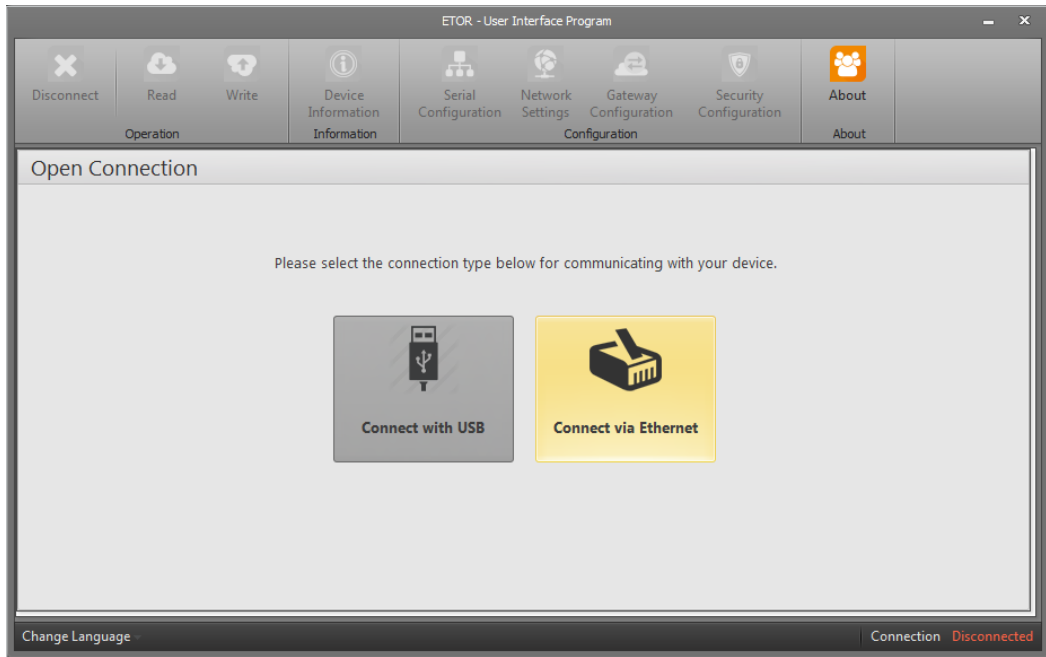 ETOR - User Interface Program
Disconnect
Read
Write
Device
Information
Serial
Configuration
Network
Settings
Gateway
Configuration
Security
Configuration
About
Operation
Information
Configuration
About
Open Connection
Please select the connection type below for communicating with your device.
Connect with USB
Connect via Ethernet
Change Language
Connection Disconnected